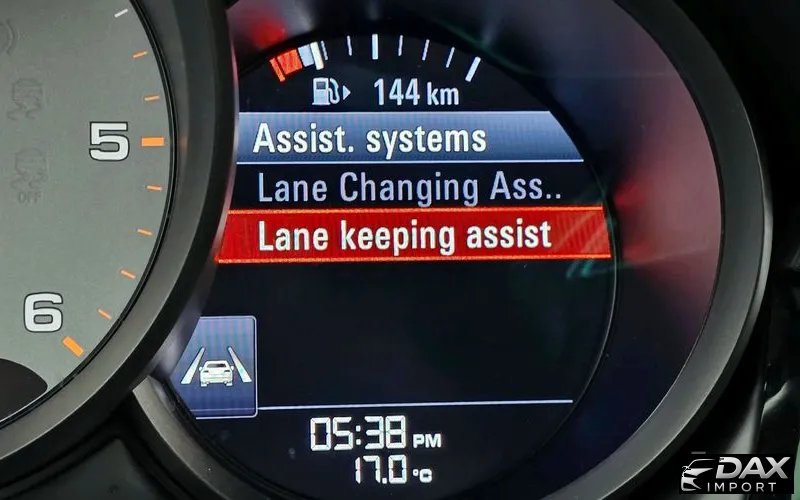 5
6
144 km
Assist. systems
Lane Changing Ass..
Lane keeping assist
05:38 PM
17.0 °C
OFF
DAX
IMPORT